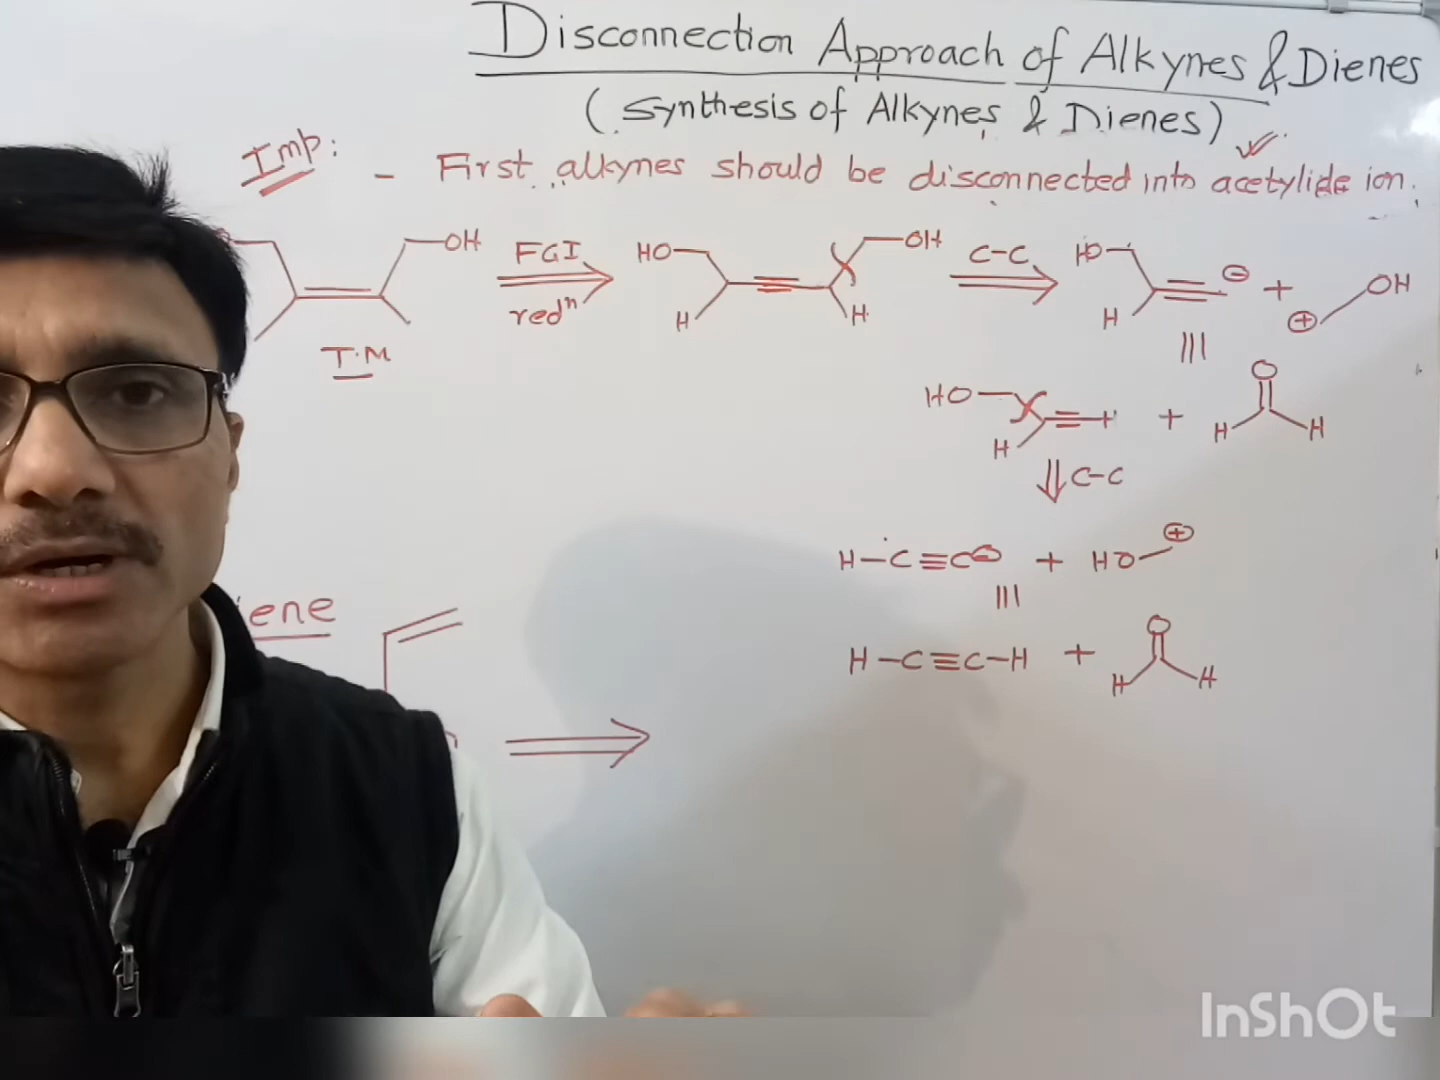 Disconnection Approach of Alkynes & Dienes
(Synthesis of Alkynes & Dienes)
Imp:
- First alkynes should be disconnected into acetylide ion.
OH
FGI
redⁿ
HO
OH
H
H
C-C
HO
H
⊖
+
⊕
OH
T.M
|||
HO
H
H
+
O
H
H
C-C
H-C≡C⊖ + HO
⊕
|||
H-C≡C-H +
O
H
H
ene
InShOt